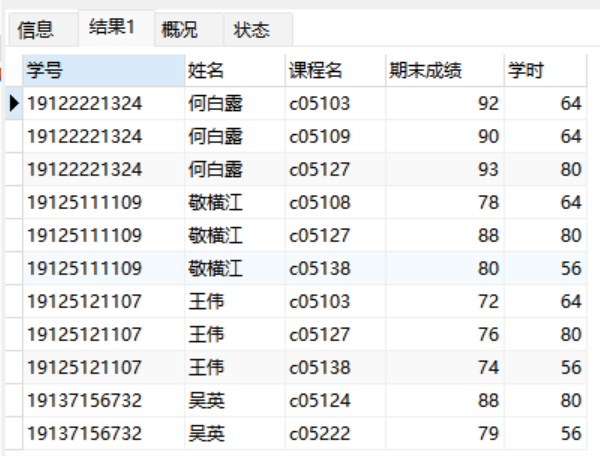 信息 结果1 概况 状态
学号 姓名 课程名 期末成绩 学时
19122221324 何白露 c05103 92 64
19122221324 何白露 c05109 90 64
19122221324 何白露 c05127 93 80
19125111109 敬横江 c05108 78 64
19125111109 敬横江 c05127 88 80
19125111109 敬横江 c05138 80 56
19125121107 王伟 c05103 72 64
19125121107 王伟 c05127 76 80
19125121107 王伟 c05138 74 56
19137156732 吴英 c05124 88 80
19137156732 吴英 c05222 79 56